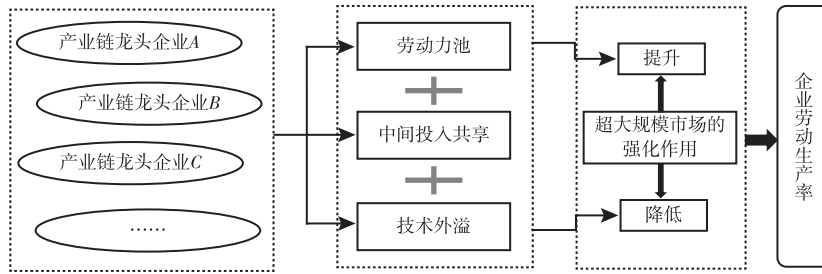 产业链龙头企业A
产业链龙头企业B
产业链龙头企业C
……
劳动力池
中间投入共享
技术外溢
提升
超大规模市场的
强化作用
降低
企业劳动生产率